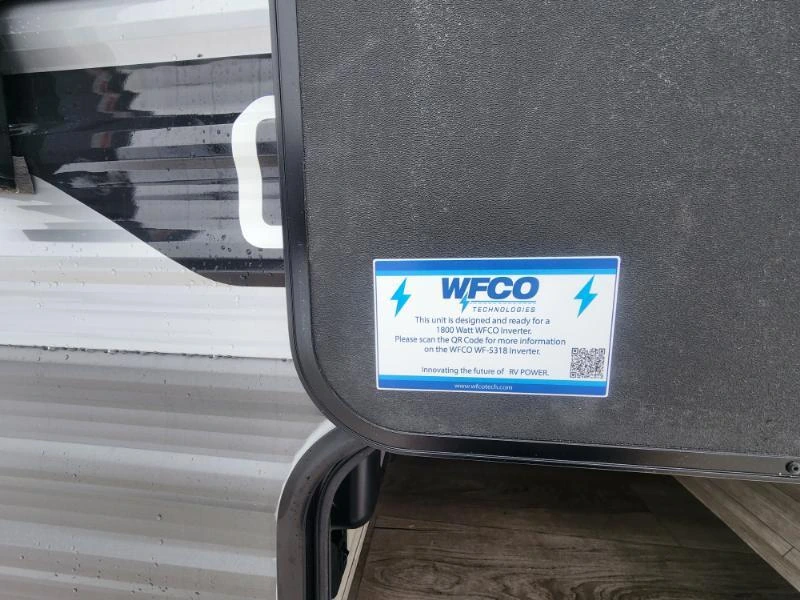 WFCO
TECHNOLOGIES
This unit is designed and ready for a
1800 Watt WFCO Inverter.
Please scan the QR Code for more information
on the WFCO WF-5318 Inverter.
Innovating the future of RV POWER.
www.wfcotech.com